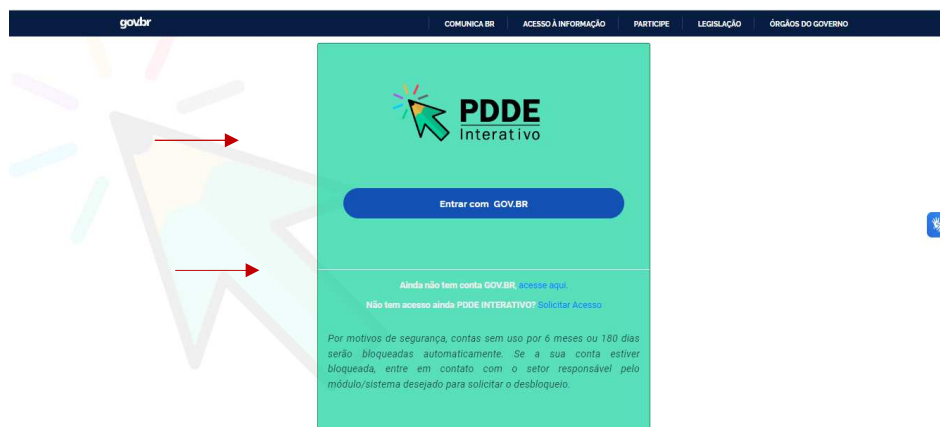 gov.br
COMUNICA BR ACESSO À INFORMAÇÃO PARTICIPE LEGISLAÇÃO ÓRGÃOS DO GOVERNO
PDDE
Interativo
Entrar com GOV.BR
Ainda não tem conta GOV.BR, acesse aqui.
Não tem acesso ainda PDDE INTERATIVO? Solicitar Acesso
Por motivos de segurança, contas sem uso por 6 meses ou 180 dias
serão bloqueadas automaticamente. Se a sua conta estiver
bloqueada, entre em contato com o setor responsável pelo
módulo/sistema desejado para solicitar o desbloqueio.